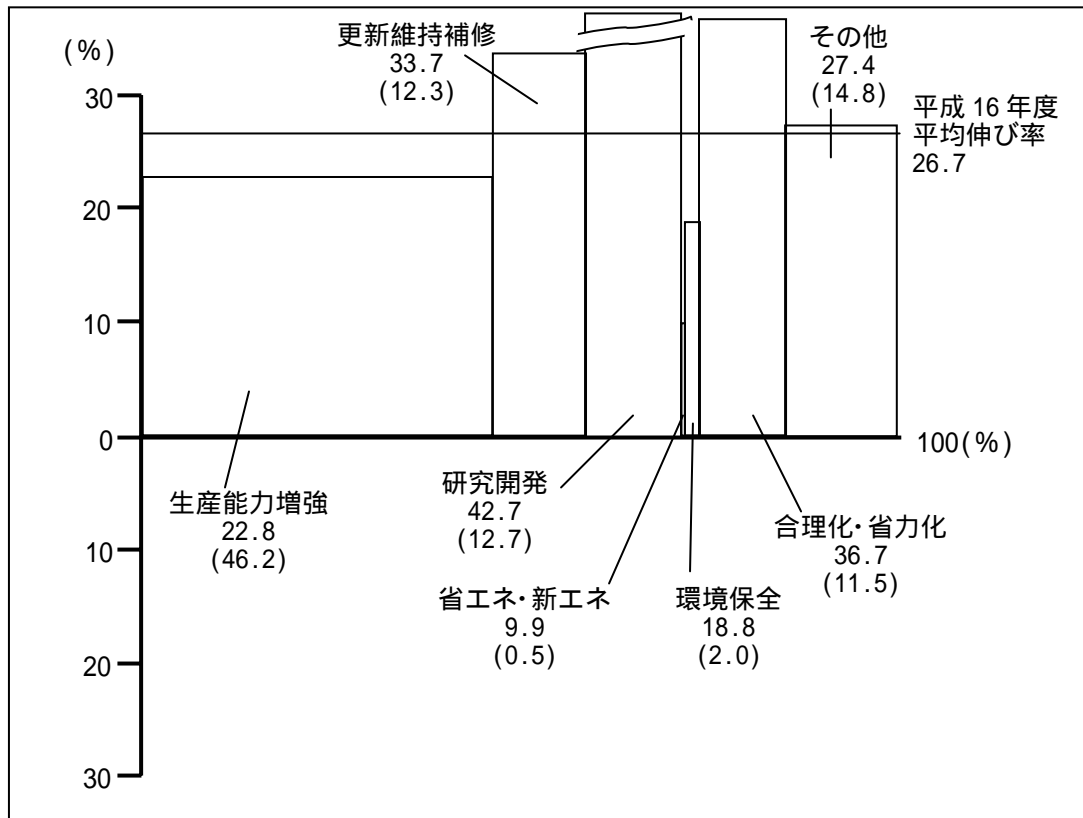 (%)
30
20
10
0
10
20
30
更新維持補修
33.7
(12.3)
その他
27.4
(14.8)
平成 16 年度
平均伸び率
26.7
100(%)
生産能力増強
22.8
(46.2)
研究開発
42.7
(12.7)
省エネ・新エネ
9.9
(0.5)
環境保全
18.8
(2.0)
合理化・省力化
36.7
(11.5)